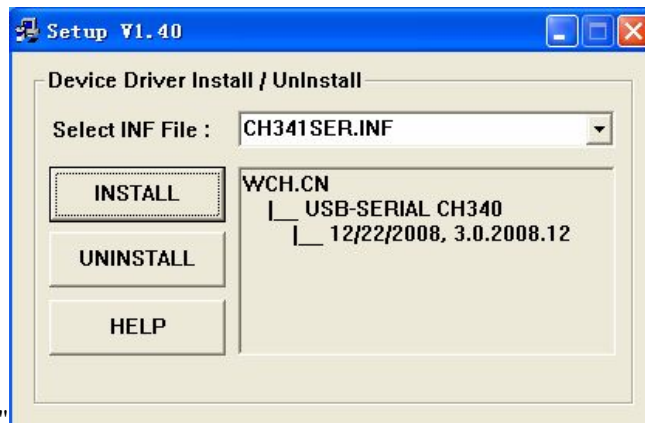 Setup V1.40
Device Driver Install / UnInstall
Select INF File :
CH341SER.INF
INSTALL
UNINSTALL
HELP
WCH.CN
|__ USB-SERIAL CH340
|__ 12/22/2008, 3.0.2008.12
"